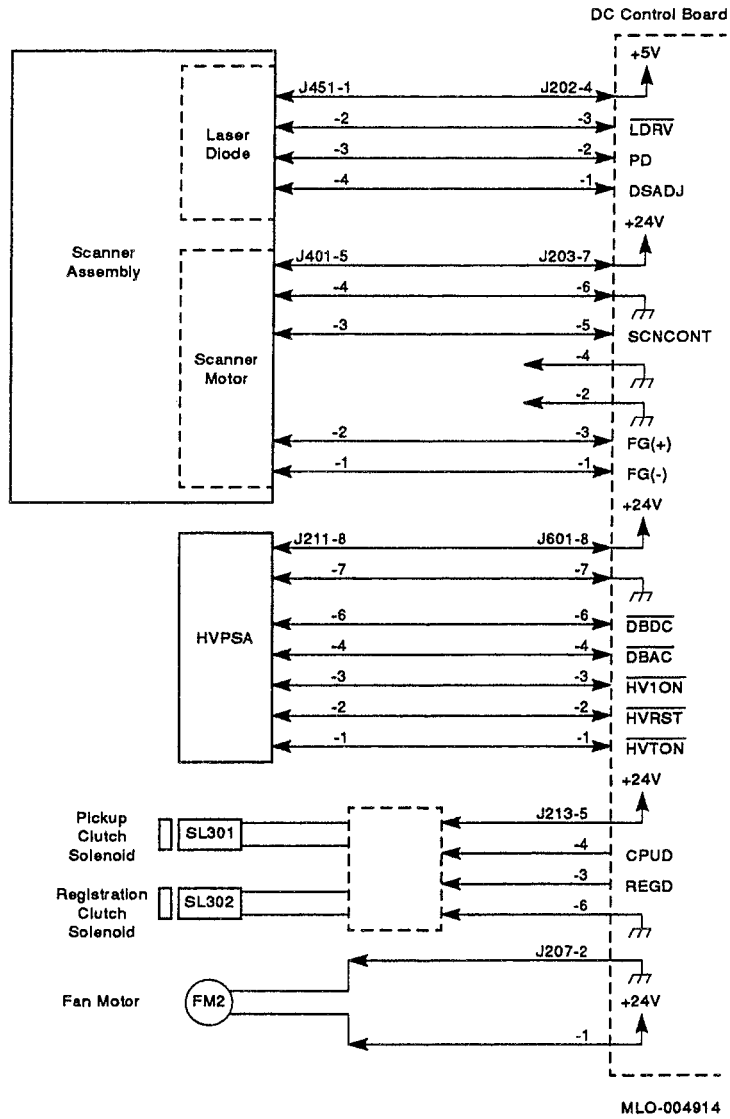 DC Control Board
+5V
J451-1 J202-4
-2 -3 LDRV
Laser
Diode
-3 -2 PD
-4 -1 DSADJ
+24V
Scanner
Assembly
J401-5 J203-7
-4 -6
-3 -5 SCNCONT
Scanner
Motor
-4
-2
-2 -3 FG(+)
-1 -1 FG(-)
+24V
J211-8 J601-8
-7 -7
HVPSA
-6 -6 DBDC
-4 -4 DBAC
-3 -3 HV1ON
-2 -2 HVRST
-1 -1 HVTON
+24V
Pickup
Clutch
Solenoid
SL301
J213-5
-4 CPUD
-3 REGD
Registration
Clutch
Solenoid
SL302
-6
J207-2
Fan Motor FM2
+24V
-1
MLO-004914